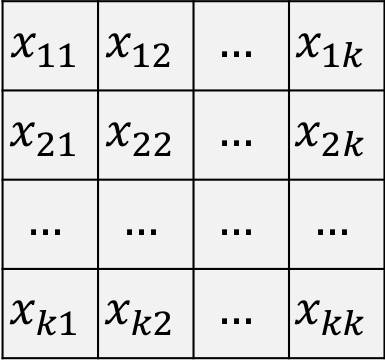 x₁₁ x₁₂ ... x₁ₖ
x₂₁ x₂₂ ... x₂ₖ
... ... ... ...
xₖ₁ xₖ₂ ... xₖₖ